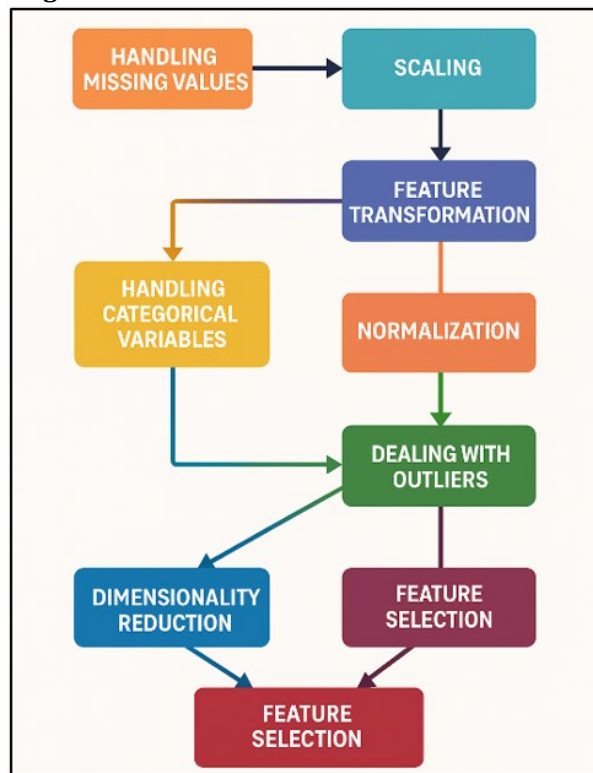 HANDLING
MISSING VALUES
SCALING
FEATURE
TRANSFORMATION
HANDLING
CATEGORICAL
VARIABLES
NORMALIZATION
DEALING WITH
OUTLIERS
DIMENSIONALITY
REDUCTION
FEATURE
SELECTION
FEATURE
SELECTION